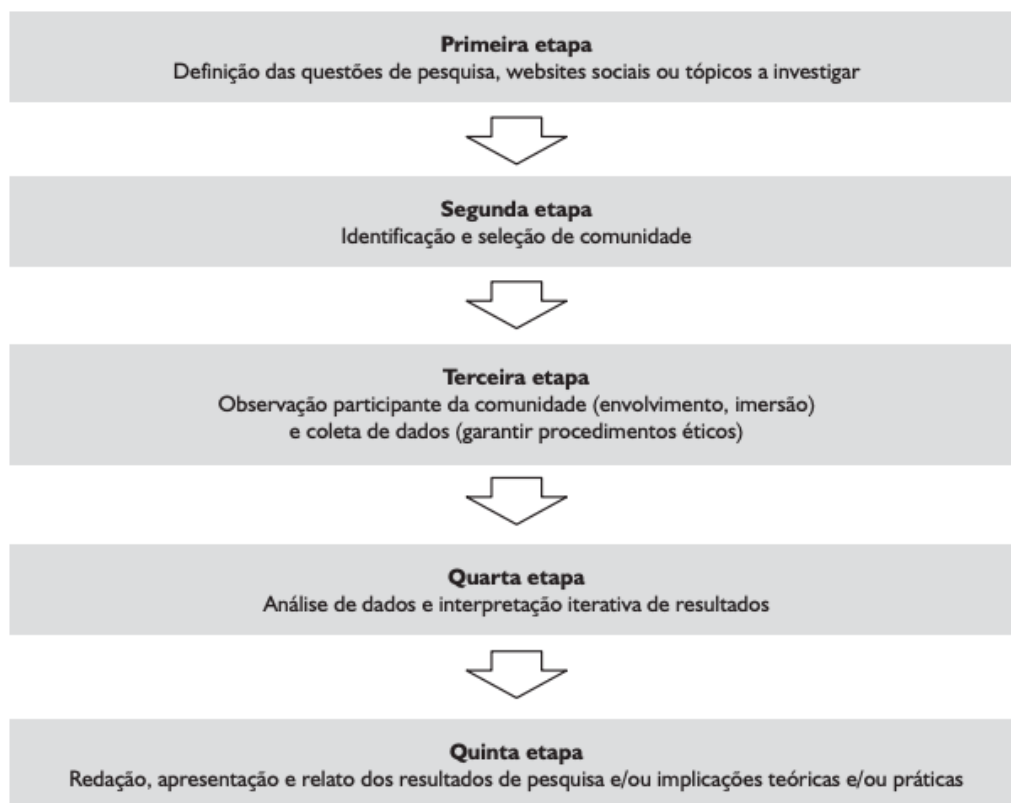 Primeira etapa
Definição das questões de pesquisa, websites sociais ou tópicos a investigar
Segunda etapa
Identificação e seleção de comunidade
Terceira etapa
Observação participante da comunidade (envolvimento, imersão)
e coleta de dados (garantir procedimentos éticos)
Quarta etapa
Análise de dados e interpretação iterativa de resultados
Quinta etapa
Redação, apresentação e relato dos resultados de pesquisa e/ou implicações teóricas e/ou práticas